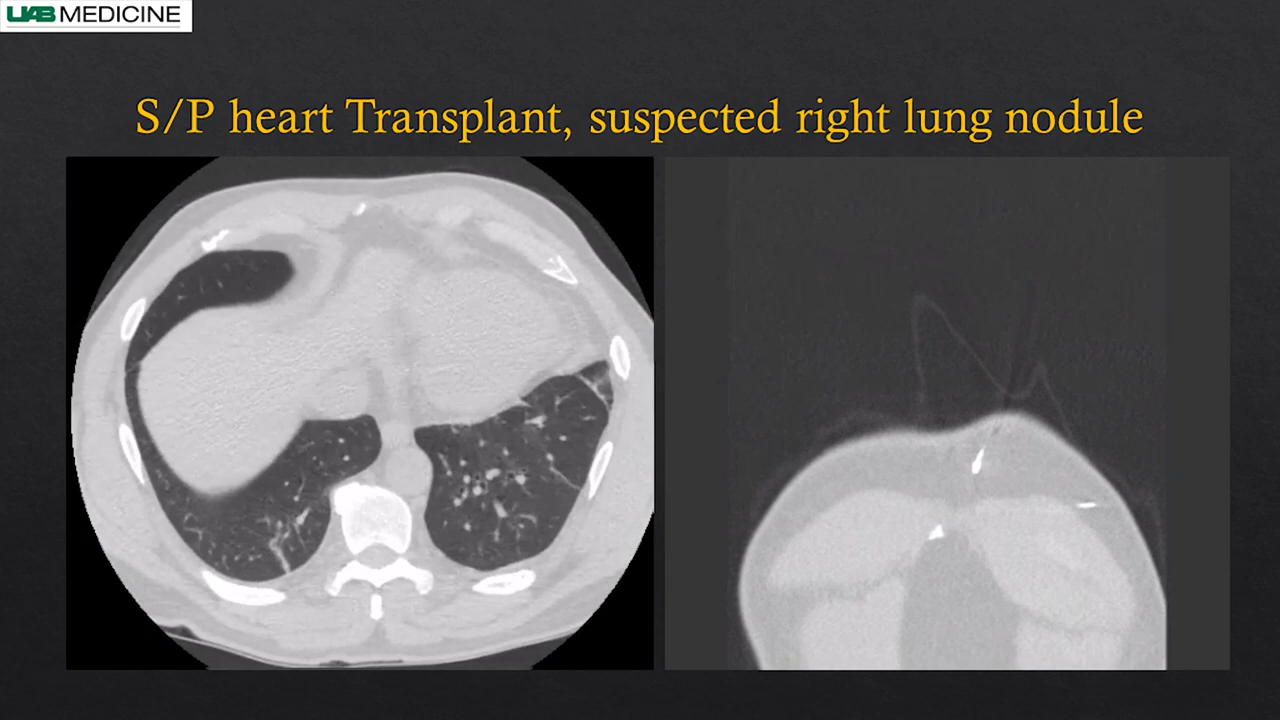 UAB MEDICINE
S/P heart Transplant, suspected right lung nodule